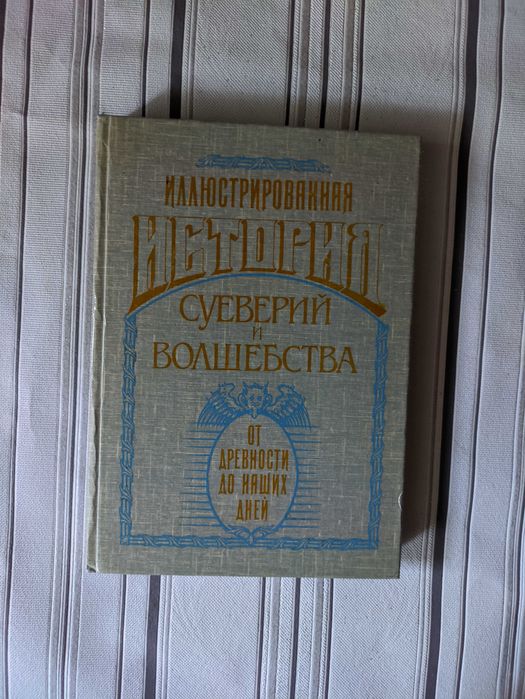 ИЛЛЮСТРИРОВАННАЯ
ИСТОРИЯ
СУЕВЕРИЙ
И
ВОЛШЕБСТВА
ОТ
ДРЕВНОСТИ
ДО НАШИХ
ДНЕЙ